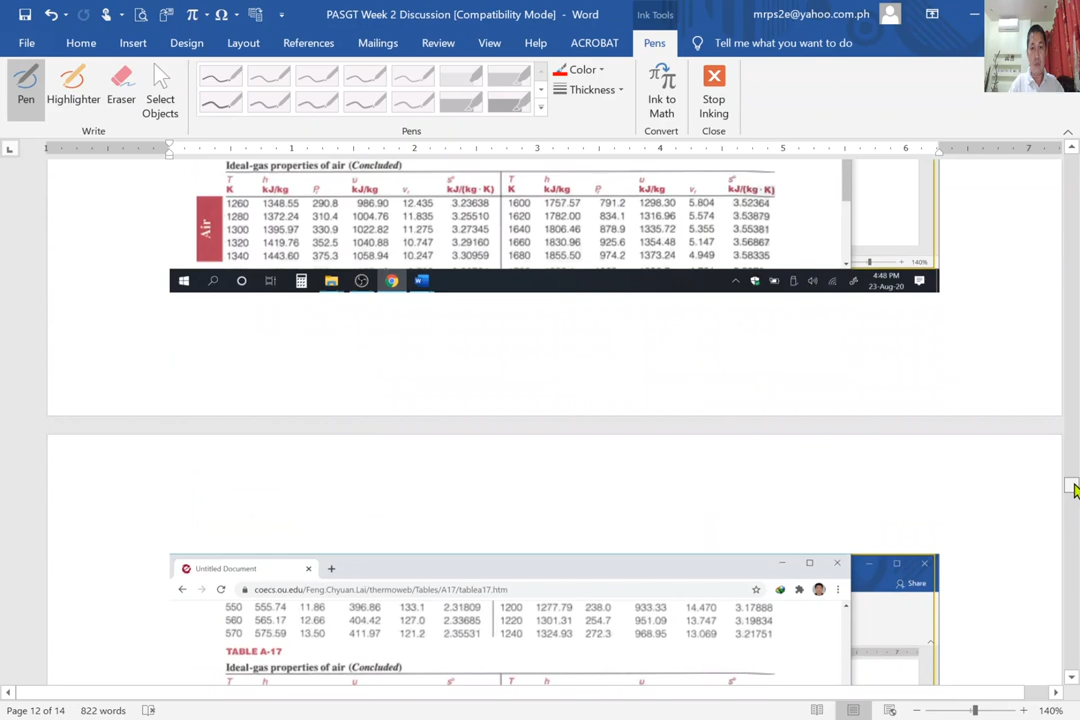 PASGT Week 2 Discussion [Compatibility Mode] - Word
Ink Tools
mrps2e@yahoo.com.ph
File Home Insert Design Layout References Mailings Review View Help ACROBAT Pens Tell me what you want to do
Pen Highlighter Eraser Select Objects
Color
Thickness
Ink to Math
Stop Inking
Write Pens Convert Close
1 1 2 3 4 5 6 7
Ideal-gas properties of air (Concluded)
T h u s° T h u s°
K kJ/kg Pr kJ/kg vr kJ/(kg · K) K kJ/kg Pr kJ/kg vr kJ/(kg · K)
Air
1260 1348.55 290.8 986.90 12.435 3.23638 1600 1757.57 791.2 1298.30 5.804 3.52364
1280 1372.24 310.4 1004.76 11.835 3.25510 1620 1782.00 834.1 1316.96 5.574 3.53879
1300 1395.97 330.9 1022.82 11.275 3.27345 1640 1806.46 878.9 1335.72 5.355 3.55381
1320 1419.76 352.5 1040.88 10.747 3.29160 1660 1830.96 925.6 1354.48 5.147 3.56867
1340 1443.60 375.3 1058.94 10.247 3.30959 1680 1855.50 974.2 1373.24 4.949 3.58335
140%
4:48 PM
23-Aug-20
Untitled Document
coecs.ou.edu/Feng.Chyuan.Lai/thermoweb/Tables/A17/tablea17.htm
Share
550 555.74 11.86 396.86 133.1 2.31809 1200 1277.79 238.0 933.33 14.470 3.17888
560 565.17 12.66 404.42 127.0 2.33685 1220 1301.31 254.7 951.09 13.747 3.19834
570 575.59 13.50 411.97 121.2 2.35531 1240 1324.93 272.3 968.95 13.069 3.21751
TABLE A-17
Ideal-gas properties of air (Concluded)
T h u s° T h u s°
Page 12 of 14 822 words 140%